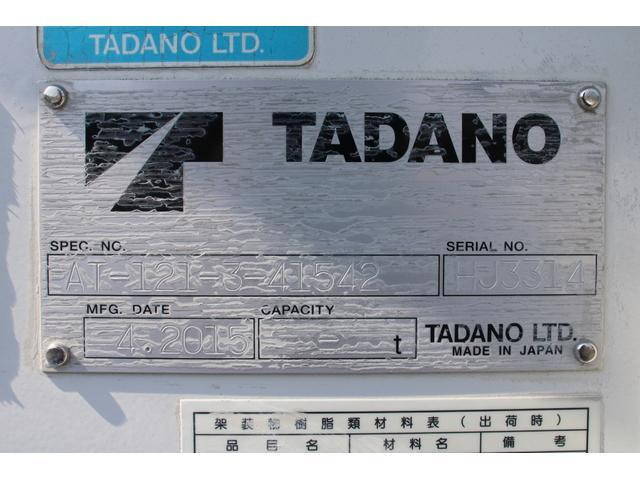 TADANO LTD.
TADANO
SPEC. NO.
SERIAL NO.
AT-121-3-41542
HJ3314
MFG. DATE
CAPACITY
4.2015
- t
TADANO LTD.
MADE IN JAPAN
架装物樹脂類材料表(出荷時)
品目名 材料名 備考